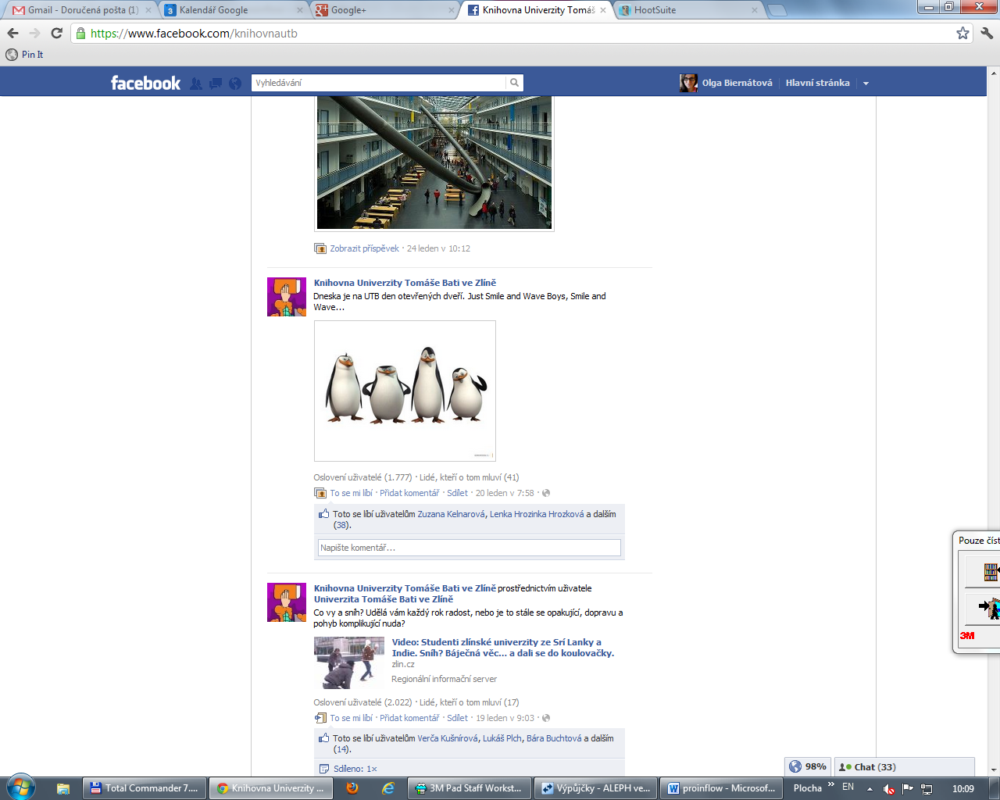 Gmail - Doručená pošta (1)
Kalendář Google
Google+
Knihovna Univerzity Tomáš
HootSuite
https://www.facebook.com/knihovnautb
Pin It
facebook
Vyhledávání
Olga Biernátová
Hlavní stránka
Zobrazit příspěvek · 24 leden v 10:12
Knihovna Univerzity Tomáše Bati ve Zlíně
Dneska je na UTB den otevřených dveří. Just Smile and Wave Boys, Smile and
Wave...
Oslovení uživatelé (1.777) · Lidé, kteří o tom mluví (41)
To se mi líbí · Přidat komentář · Sdílet · 20 leden v 7:58 ·
Toto se líbí uživatelům Zuzana Kelnarová, Lenka Hrozinka Hrozková a dalším
(38).
Napište komentář...
Pouze číst
3M
Knihovna Univerzity Tomáše Bati ve Zlíně prostřednictvím uživatele
Univerzita Tomáše Bati ve Zlíně
Co vy a sníh? Udělá vám každý rok radost, nebo je to stále se opakující, dopravu a
pohyb komplikující nuda?
Video: Studenti zlínské univerzity ze Srí Lanky a
Indie. Sníh? Báječná věc... a dali se do koulovačky.
zlin.cz
Regionální informační server
Oslovení uživatelé (2.022) · Lidé, kteří o tom mluví (17)
To se mi líbí · Přidat komentář · Sdílet · 19 leden v 9:03 ·
Toto se líbí uživatelům Verča Kušnírová, Lukáš Plch, Bára Buchtová a dalším
(14).
Sdíleno: 1×
98%
Chat (33)
Total Commander 7....
Knihovna Univerzity ...
3M Pad Staff Workst...
Výpůjčky - ALEPH ve...
proinflow - Microsof...
Plocha
EN
10:09